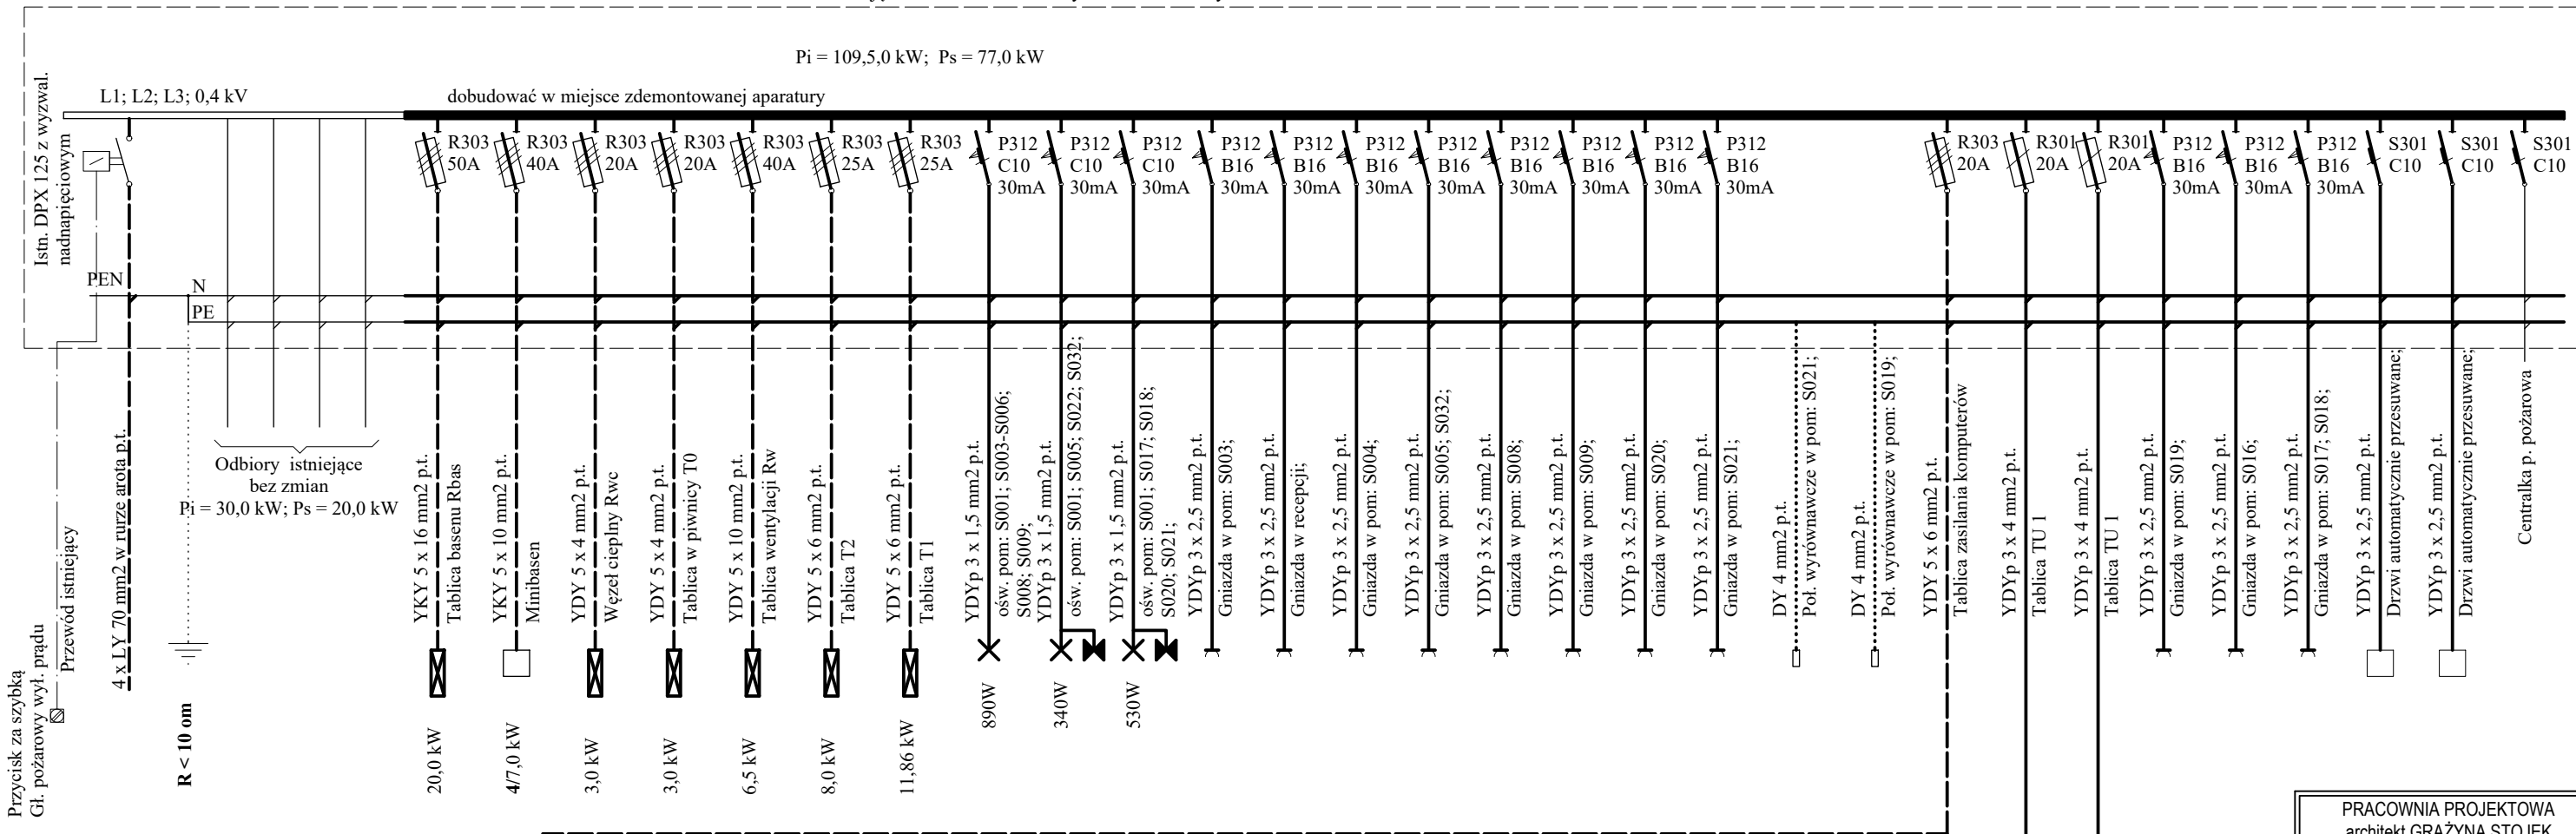 Pi = 109,5,0 kW;  Ps = 77,0 kW
L1; L2; L3; 0,4 kV
dobudować w miejsce zdemontowanej aparatury
Istn. DPX 125 z wyzwal.
nadnapięciowym
R303
50A
R303
40A
R303
20A
R303
20A
R303
40A
R303
25A
R303
25A
P312
C10
30mA
P312
C10
30mA
P312
C10
30mA
P312
B16
30mA
P312
B16
30mA
P312
B16
30mA
P312
B16
30mA
P312
B16
30mA
P312
B16
30mA
P312
B16
30mA
P312
B16
30mA
R303
20A
R301
20A
R301
20A
P312
B16
30mA
P312
B16
30mA
P312
B16
30mA
S301
C10
S301
C10
S301
C10
PEN
N
PE
Odbiory  istniejące
bez zmian
Pi = 30,0 kW; Ps = 20,0 kW
Przycisk za szybką
Gł. pożarowy wył. prądu
Przewód istniejący
4 x LY 70 mm2 w rurze arota p.t.
R < 10 om
YKY 5 x 16 mm2 p.t.
Tablica basenu Rbas
20,0 kW
YKY 5 x 10 mm2 p.t.
Minibasen
4/7,0 kW
YDY 5 x 4 mm2 p.t.
Węzeł cieplny Rwc
3,0 kW
YDY 5 x 4 mm2 p.t.
Tablica w piwnicy T0
3,0 kW
YDY 5 x 10 mm2 p.t.
Tablica wentylacji Rw
6,5 kW
YDY 5 x 6 mm2 p.t.
Tablica T2
8,0 kW
YDY 5 x 6 mm2 p.t.
Tablica T1
11,86 kW
YDYp 3 x 1,5 mm2 p.t.
ośw. pom: S001; S003-S006;
S008; S009;
890W
YDYp 3 x 1,5 mm2 p.t.
ośw. pom: S001; S005; S022; S032;
340W
YDYp 3 x 1,5 mm2 p.t.
ośw. pom: S001; S017; S018;
S020; S021;
530W
YDYp 3 x 2,5 mm2 p.t.
Gniazda w pom: S003;
YDYp 3 x 2,5 mm2 p.t.
Gniazda w recepcji;
YDYp 3 x 2,5 mm2 p.t.
Gniazda w pom: S004;
YDYp 3 x 2,5 mm2 p.t.
Gniazda w pom: S005; S032;
YDYp 3 x 2,5 mm2 p.t.
Gniazda w pom: S008;
YDYp 3 x 2,5 mm2 p.t.
Gniazda w pom: S009;
YDYp 3 x 2,5 mm2 p.t.
Gniazda w pom: S020;
YDYp 3 x 2,5 mm2 p.t.
Gniazda w pom: S021;
DY 4 mm2 p.t.
Poł. wyrównawcze w pom: S021;
DY 4 mm2 p.t.
Poł. wyrównawcze w pom: S019;
YDY 5 x 6 mm2 p.t.
Tablica zasilania komputerów
YDYp 3 x 4 mm2 p.t.
Tablica TU 1
YDYp 3 x 4 mm2 p.t.
Tablica TU 1
YDYp 3 x 2,5 mm2 p.t.
Gniazda w pom: S019;
YDYp 3 x 2,5 mm2 p.t.
Gniazda w pom: S016;
YDYp 3 x 2,5 mm2 p.t.
Gniazda w pom: S017; S018;
YDYp 3 x 2,5 mm2 p.t.
Drzwi automatycznie przesuwane;
YDYp 3 x 2,5 mm2 p.t.
Drzwi automatycznie przesuwane;
Centralka p. pożarowa
PRACOWNIA PROJEKTOWA
architekt GRAŻYNA STOJEK